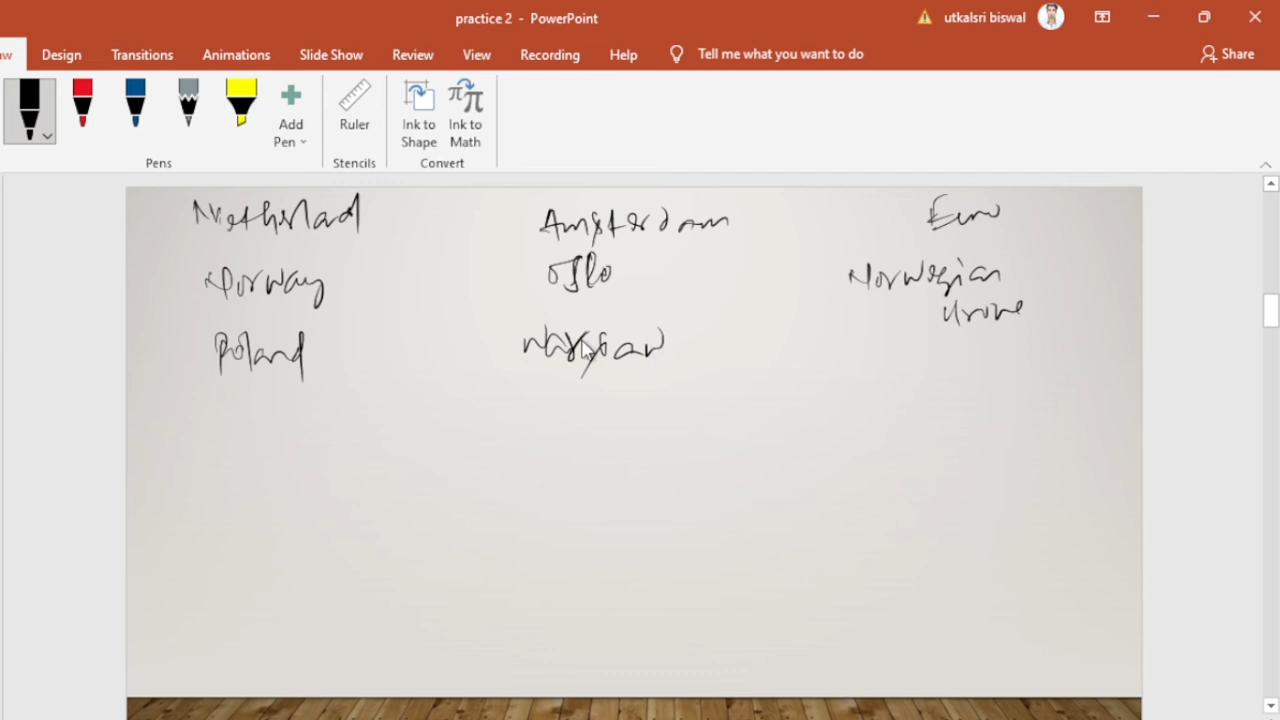 practice 2 - PowerPoint
utkalsri biswal
w Design Transitions Animations Slide Show Review View Recording Help Tell me what you want to do Share
Add Pen
Ruler
Ink to Shape
Ink to Math
Pens Stencils Convert
Netherlad Amsterdam Euro
Norway Oslo Norwegian
Krone
Poland